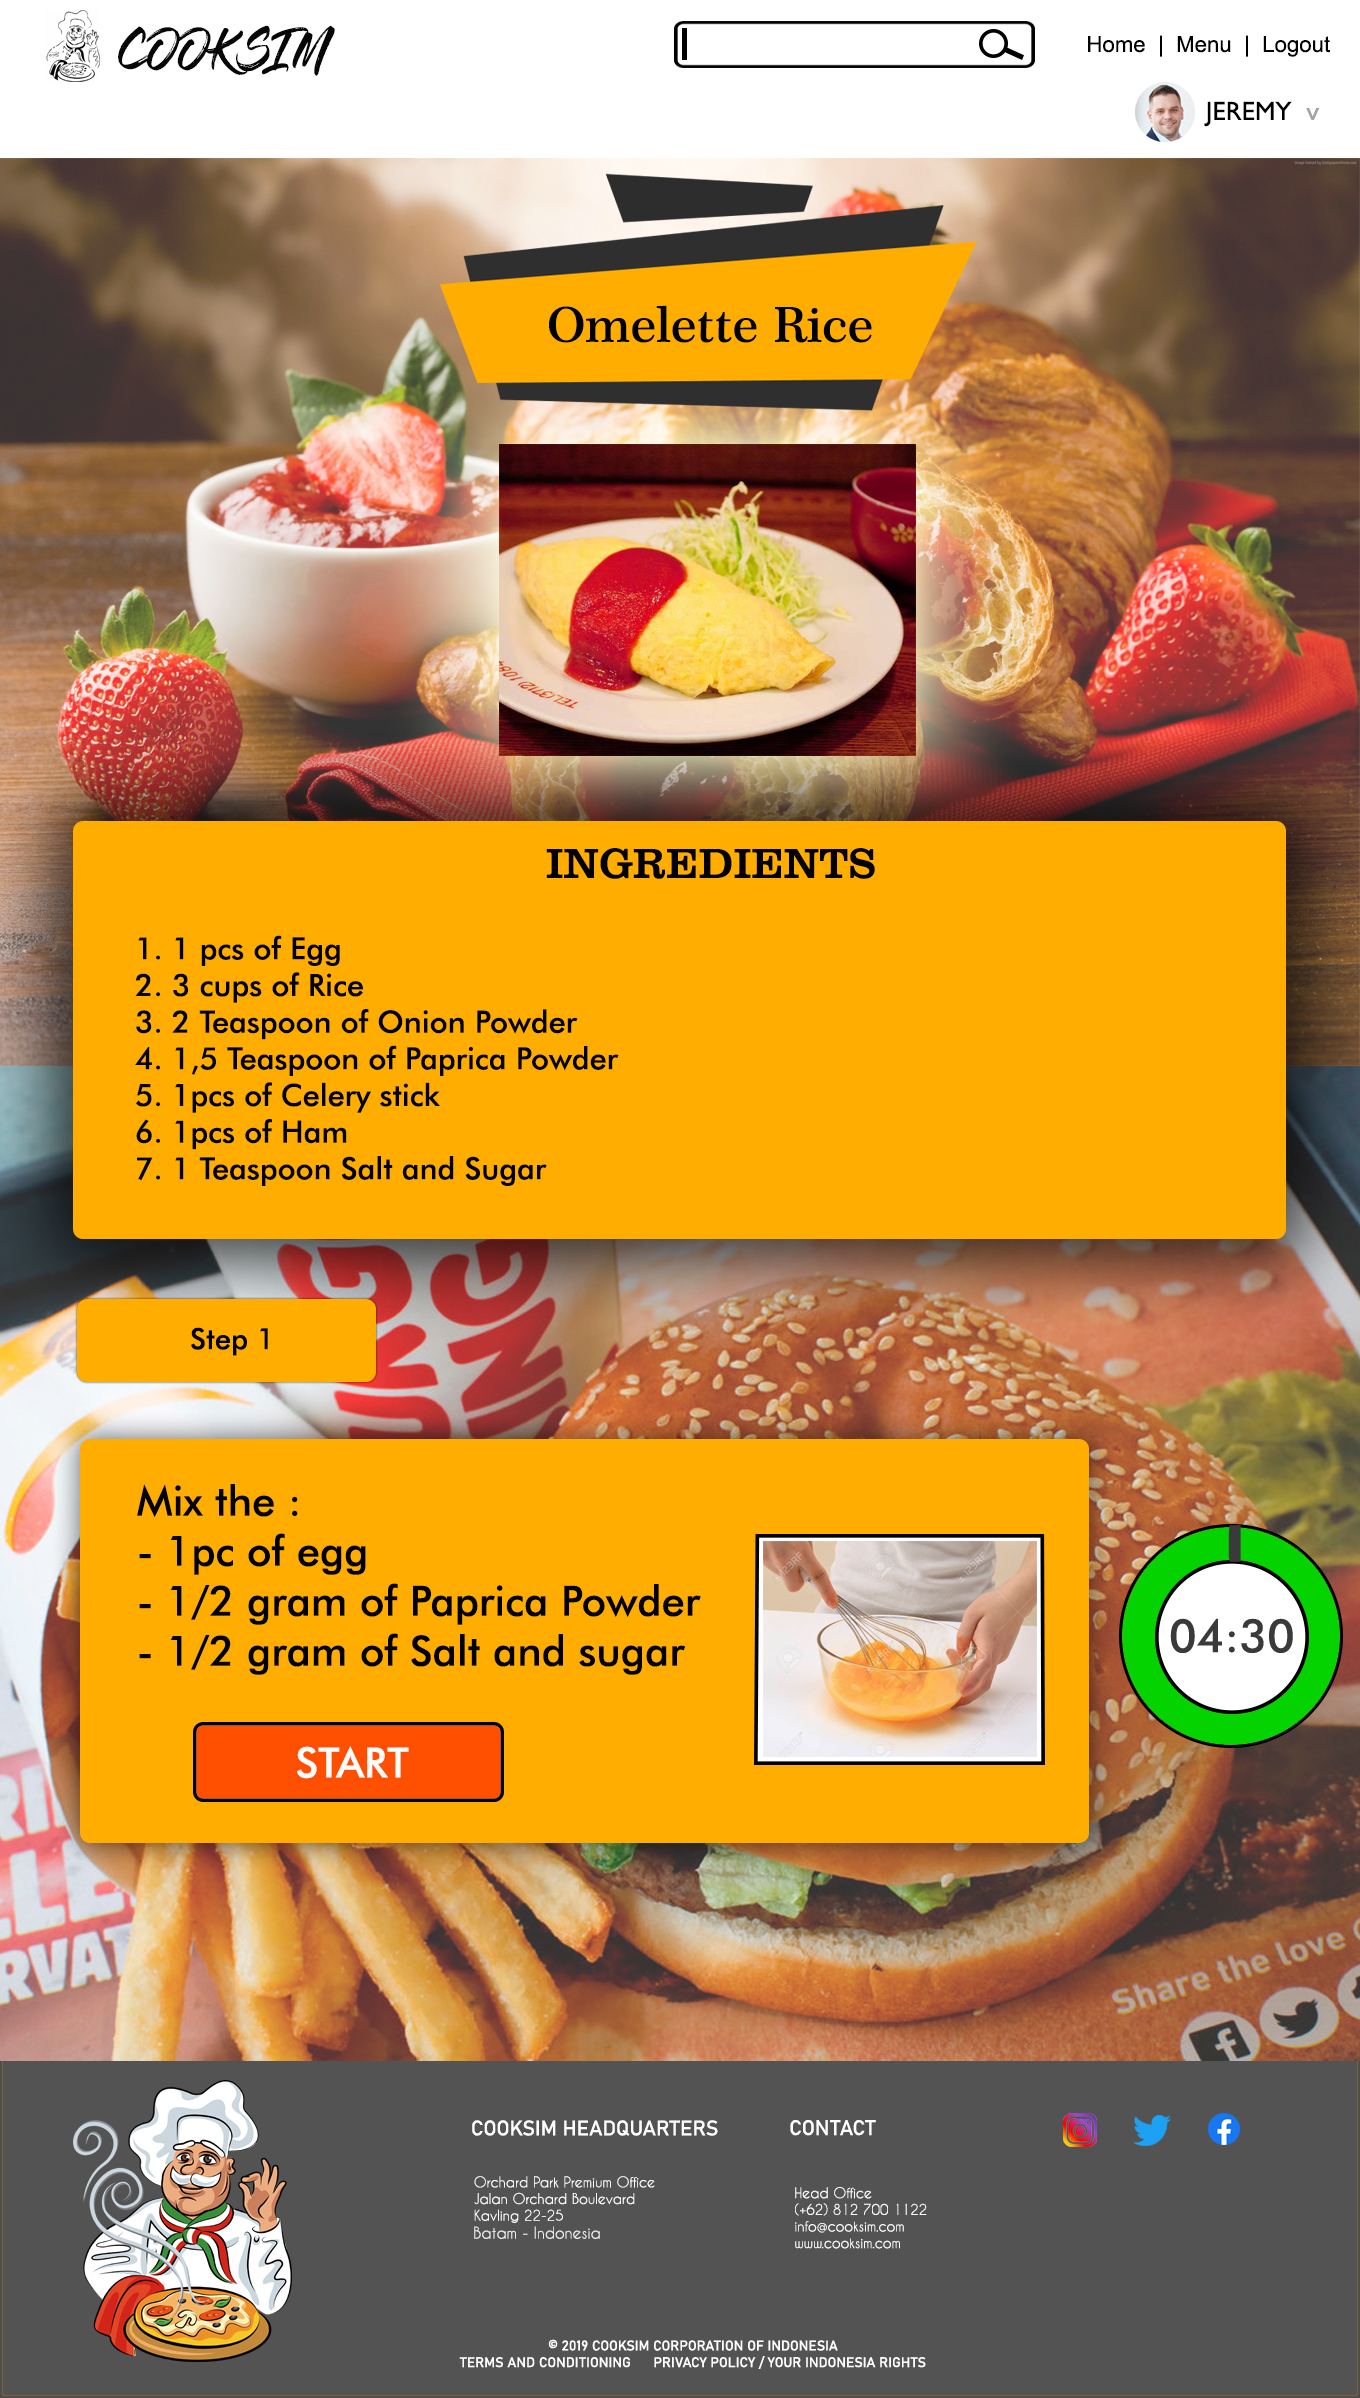 COOKSIM
Home | Menu | Logout
JEREMY v
Omelette Rice
INGREDIENTS
1. 1 pcs of Egg
2. 3 cups of Rice
3. 2 Teaspoon of Onion Powder
4. 1,5 Teaspoon of Paprica Powder
5. 1pcs of Celery stick
6. 1pcs of Ham
7. 1 Teaspoon Salt and Sugar
Step 1
Mix the :
- 1pc of egg
- 1/2 gram of Paprica Powder
- 1/2 gram of Salt and sugar
04:30
START
Share the love
COOKSIM HEADQUARTERS
Orchard Park Premium Office
Jalan Orchard Boulevard
Kavling 22-25
Batam - Indonesia
CONTACT
Head Office
(+62) 812 700 1122
info@cooksim.com
www.cooksim.com
© 2019 COOKSIM CORPORATION OF INDONESIA
TERMS AND CONDITIONING PRIVACY POLICY / YOUR INDONESIA RIGHTS